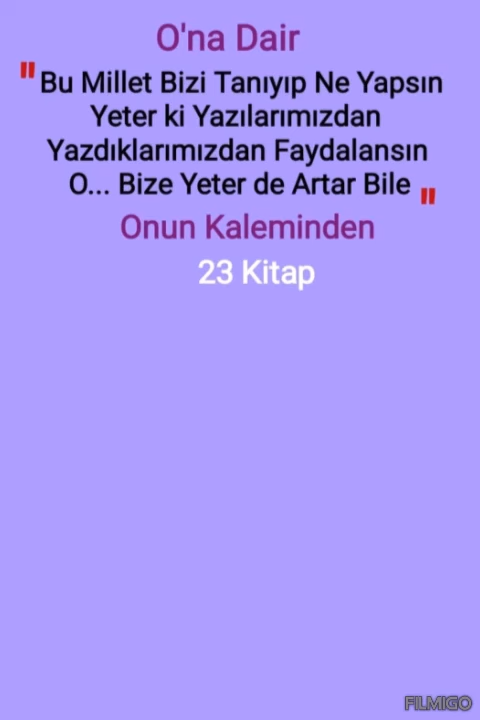 O'na Dair
"Bu Millet Bizi Tanıyıp Ne Yapsın
Yeter ki Yazılarımızdan
Yazdıklarımızdan Faydalansın
O... Bize Yeter de Artar Bile"
Onun Kaleminden
23 Kitap
FILMIGO